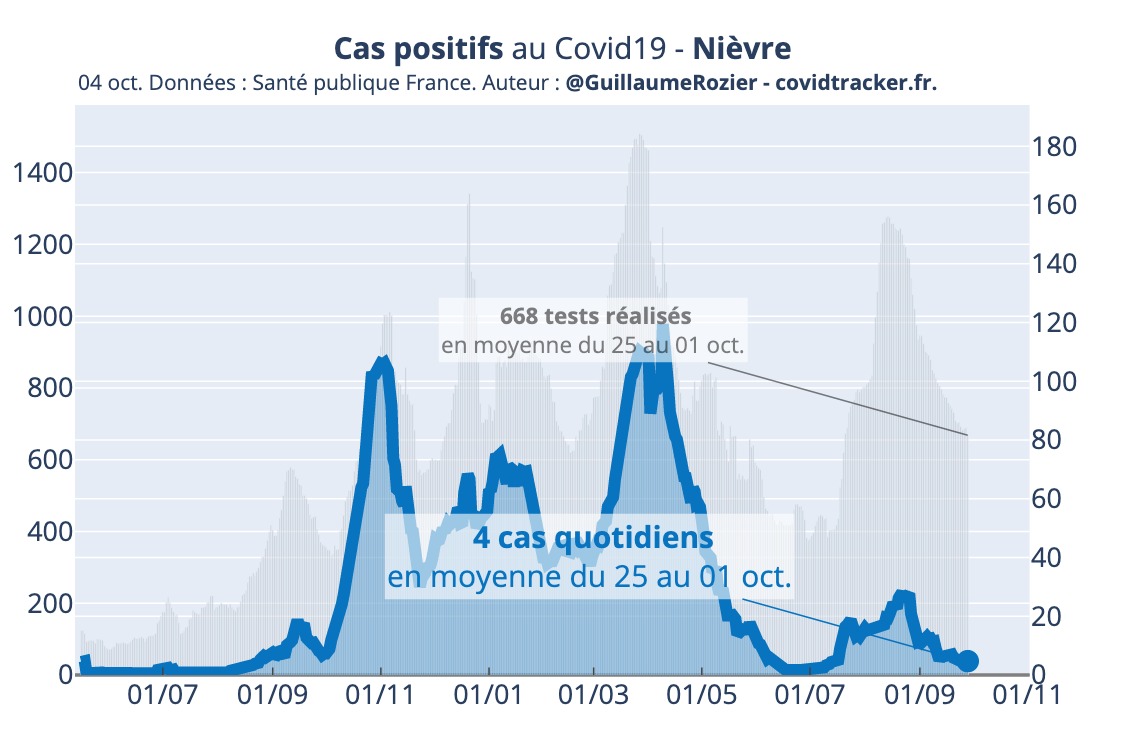 Cas positifs au Covid19 - Nièvre
04 oct. Données : Santé publique France. Auteur : @GuillaumeRozier - covidtracker.fr.
1400
1200
1000
800
600
400
200
0
180
160
140
120
100
80
60
40
20
0
668 tests réalisés
en moyenne du 25 au 01 oct.
4 cas quotidiens
en moyenne du 25 au 01 oct.
01/07 01/09 01/11 01/01 01/03 01/05 01/07 01/09 01/11